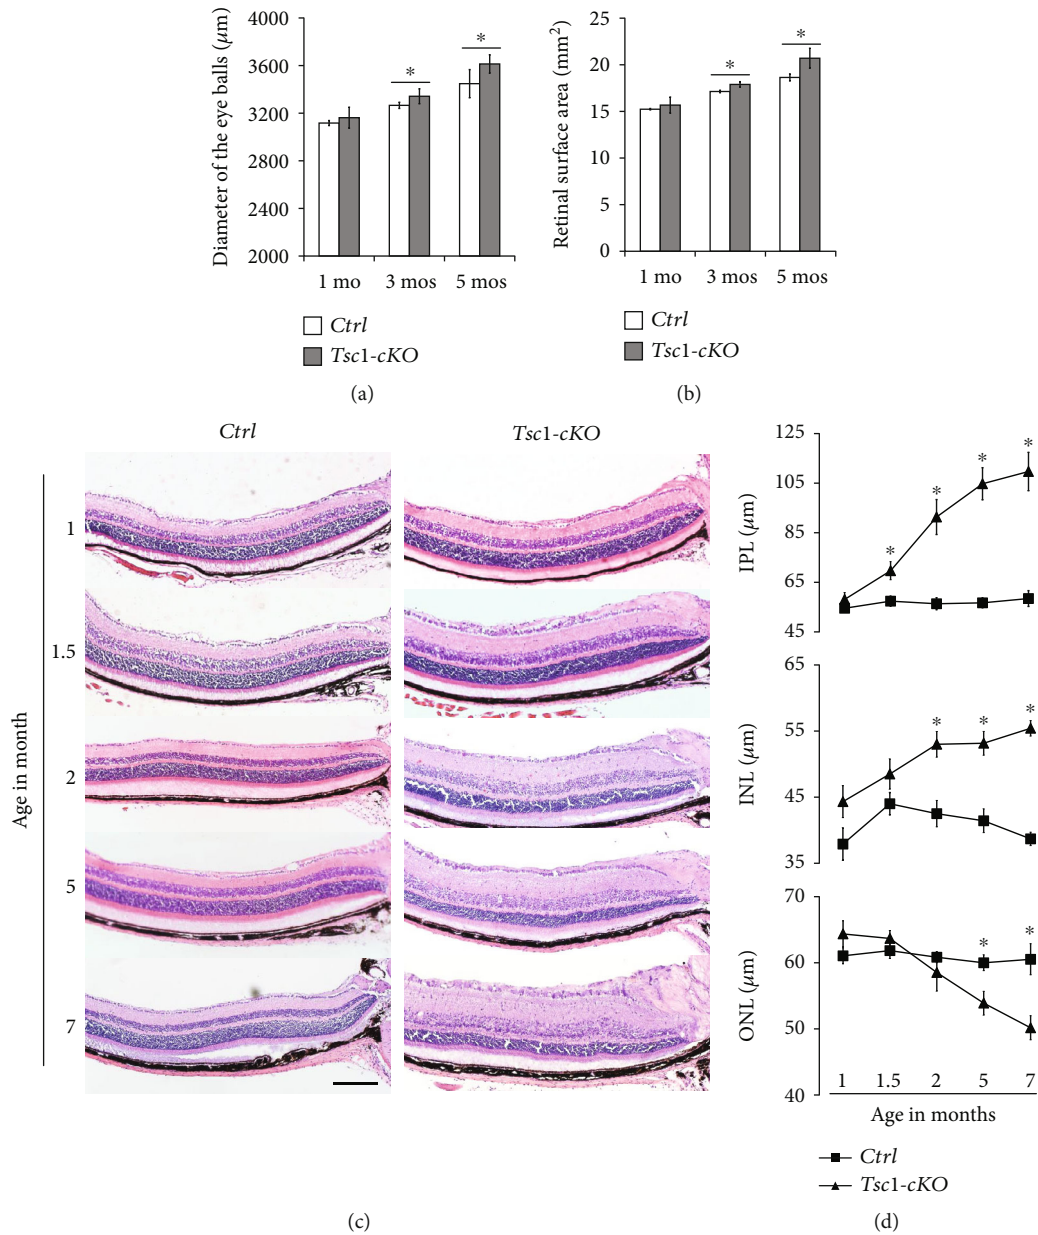 4000
3600
3200
2800
2400
2000
Diameter of the eye balls (μm)
*
*
1 mo 3 mos 5 mos
Ctrl
Tsc1-cKO
(a)
25
20
15
10
5
0
Retinal surface area (mm²)
*
*
1 mo 3 mos 5 mos
Ctrl
Tsc1-cKO
(b)
Ctrl Tsc1-cKO
Age in month
1
1.5
2
5
7
(c)
125
105
85
65
45
IPL (μm)
* * * *
65
55
45
35
INL (μm)
* * *
70
60
50
40
ONL (μm)
* *
1 1.5 2 5 7
Age in months
Ctrl
Tsc1-cKO
(d)